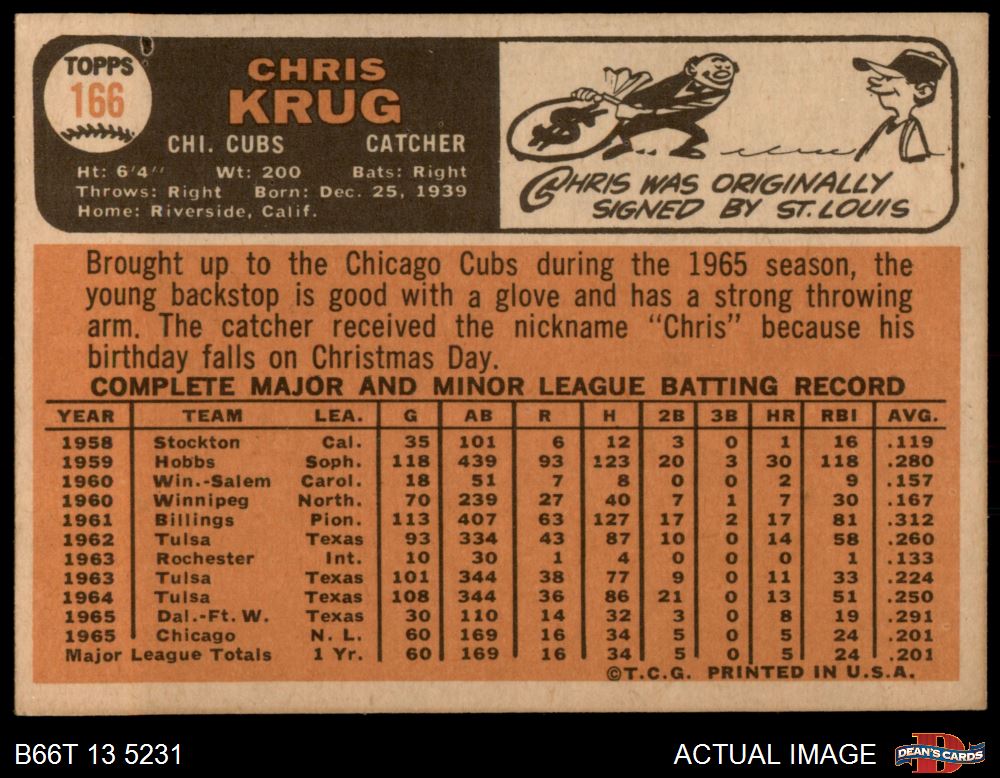 TOPPS
166
CHRIS
KRUG
CHI. CUBS CATCHER
Ht: 6'4" Wt: 200 Bats: Right
Throws: Right Born: Dec. 25, 1939
Home: Riverside, Calif.
$
CHRIS WAS ORIGINALLY
SIGNED BY ST. LOUIS
Brought up to the Chicago Cubs during the 1965 season, the
young backstop is good with a glove and has a strong throwing
arm. The catcher received the nickname "Chris" because his
birthday falls on Christmas Day.
COMPLETE MAJOR AND MINOR LEAGUE BATTING RECORD
YEAR TEAM LEA. G AB R H 2B 3B HR RBI AVG.
1958 Stockton Cal. 35 101 6 12 3 0 1 16 .119
1959 Hobbs Soph. 118 439 93 123 20 3 30 118 .280
1960 Win.-Salem Carol. 18 51 7 8 0 0 2 9 .157
1960 Winnipeg North. 70 239 27 40 7 1 7 30 .167
1961 Billings Pion. 113 407 63 127 17 2 17 81 .312
1962 Tulsa Texas 93 334 43 87 10 0 14 58 .260
1963 Rochester Int. 10 30 1 4 0 0 0 1 .133
1963 Tulsa Texas 101 344 38 77 9 0 11 33 .224
1964 Tulsa Texas 108 344 36 86 21 0 13 51 .250
1965 Dal.-Ft. W. Texas 30 110 14 32 3 0 8 19 .291
1965 Chicago N. L. 60 169 16 34 5 0 5 24 .201
Major League Totals 1 Yr. 60 169 16 34 5 0 5 24 .201
©T.C.G. PRINTED IN U.S.A.
B66T 13 5231 ACTUAL IMAGE DEAN'S CARDS